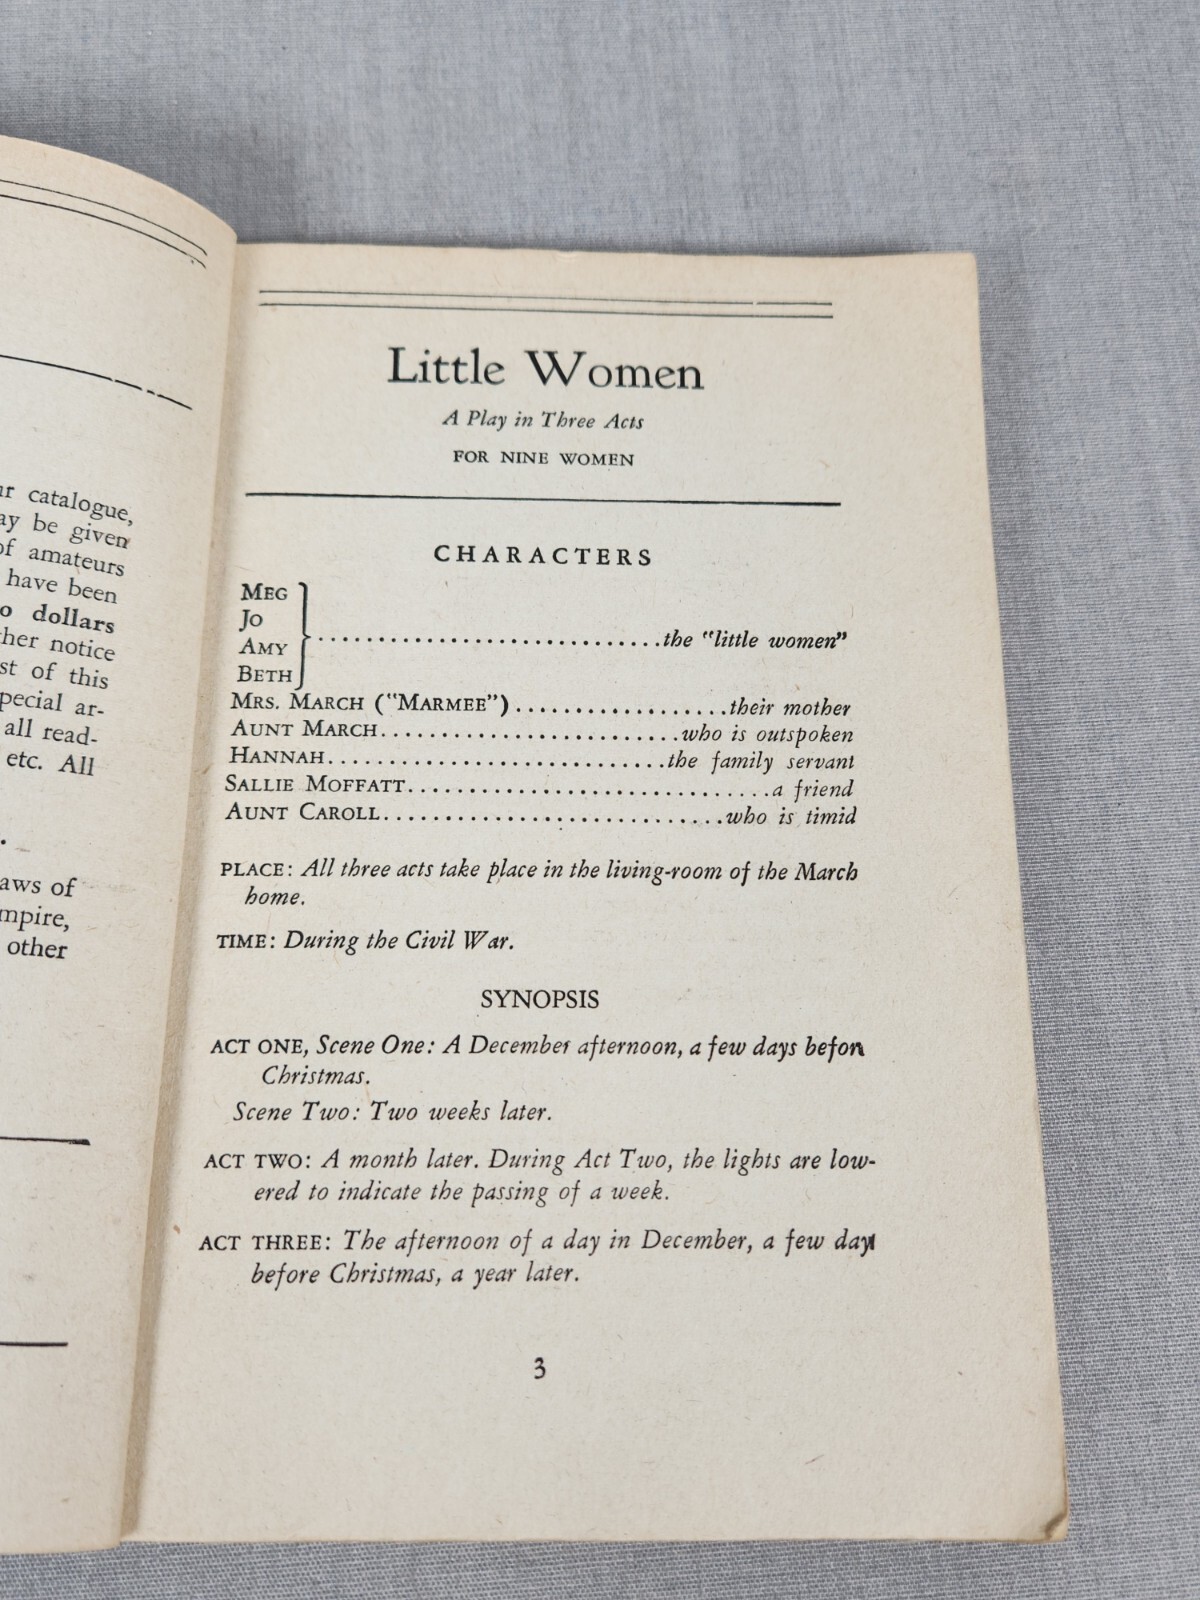 r catalogue,
ay be given
of amateurs
have been
o dollars
her notice
st of this
pecial ar-
all read-
etc. All
.
aws of
mpire,
other
Little Women
A Play in Three Acts
FOR NINE WOMEN
CHARACTERS
MEG
JO
AMY
BETH
............................the "little women"
MRS. MARCH ("MARMEE")..................their mother
AUNT MARCH.........................who is outspoken
HANNAH............................the family servant
SALLIE MOFFATT..............................a friend
AUNT CAROLL............................who is timid
PLACE: All three acts take place in the living-room of the March
home.
TIME: During the Civil War.
SYNOPSIS
ACT ONE, Scene One: A December afternoon, a few days before
Christmas.
Scene Two: Two weeks later.
ACT TWO: A month later. During Act Two, the lights are low-
ered to indicate the passing of a week.
ACT THREE: The afternoon of a day in December, a few days
before Christmas, a year later.
3